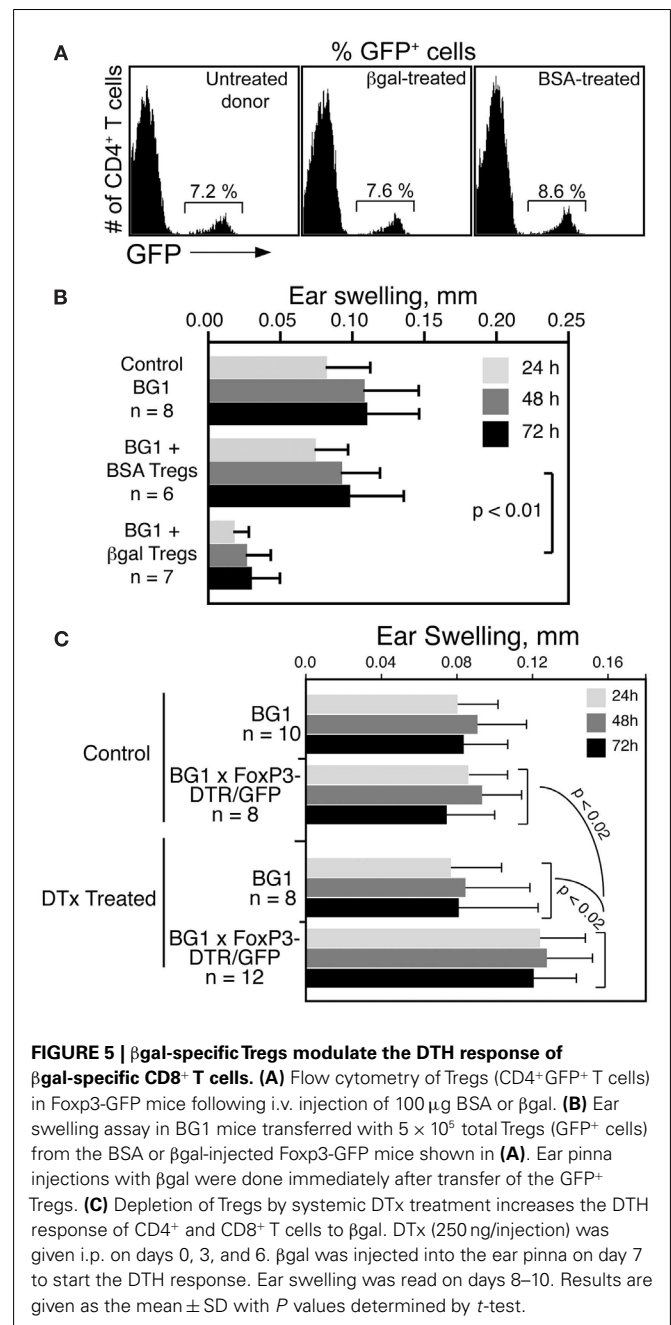 A
% GFP+ cells
# of CD4+ T cells
Untreated
donor
7.2 %
βgal-treated
7.6 %
BSA-treated
8.6 %
GFP
B
Ear swelling, mm
0.00 0.05 0.10 0.15 0.20 0.25
Control
BG1
n = 8
BG1 +
BSA Tregs
n = 6
BG1 +
βgal Tregs
n = 7
24 h
48 h
72 h
p < 0.01
C
Ear Swelling, mm
0.0 0.04 0.08 0.12 0.16
Control
BG1
n = 10
BG1 x FoxP3-
DTR/GFP
n = 8
DTx Treated
BG1
n = 8
BG1 x FoxP3-
DTR/GFP
n = 12
24h
48h
72h
p < 0.02
p < 0.02
FIGURE 5 | βgal-specific Tregs modulate the DTH response of
βgal-specific CD8+ T cells. (A) Flow cytometry of Tregs (CD4+GFP+ T cells)
in Foxp3-GFP mice following i.v. injection of 100 μg BSA or βgal. (B) Ear
swelling assay in BG1 mice transferred with 5 × 10⁵ total Tregs (GFP+ cells)
from the BSA or βgal-injected Foxp3-GFP mice shown in (A). Ear pinna
injections with βgal were done immediately after transfer of the GFP+
Tregs. (C) Depletion of Tregs by systemic DTx treatment increases the DTH
response of CD4+ and CD8+ T cells to βgal. DTx (250 ng/injection) was
given i.p. on days 0, 3, and 6. βgal was injected into the ear pinna on day 7
to start the DTH response. Ear swelling was read on days 8–10. Results are
given as the mean ± SD with P values determined by t-test.